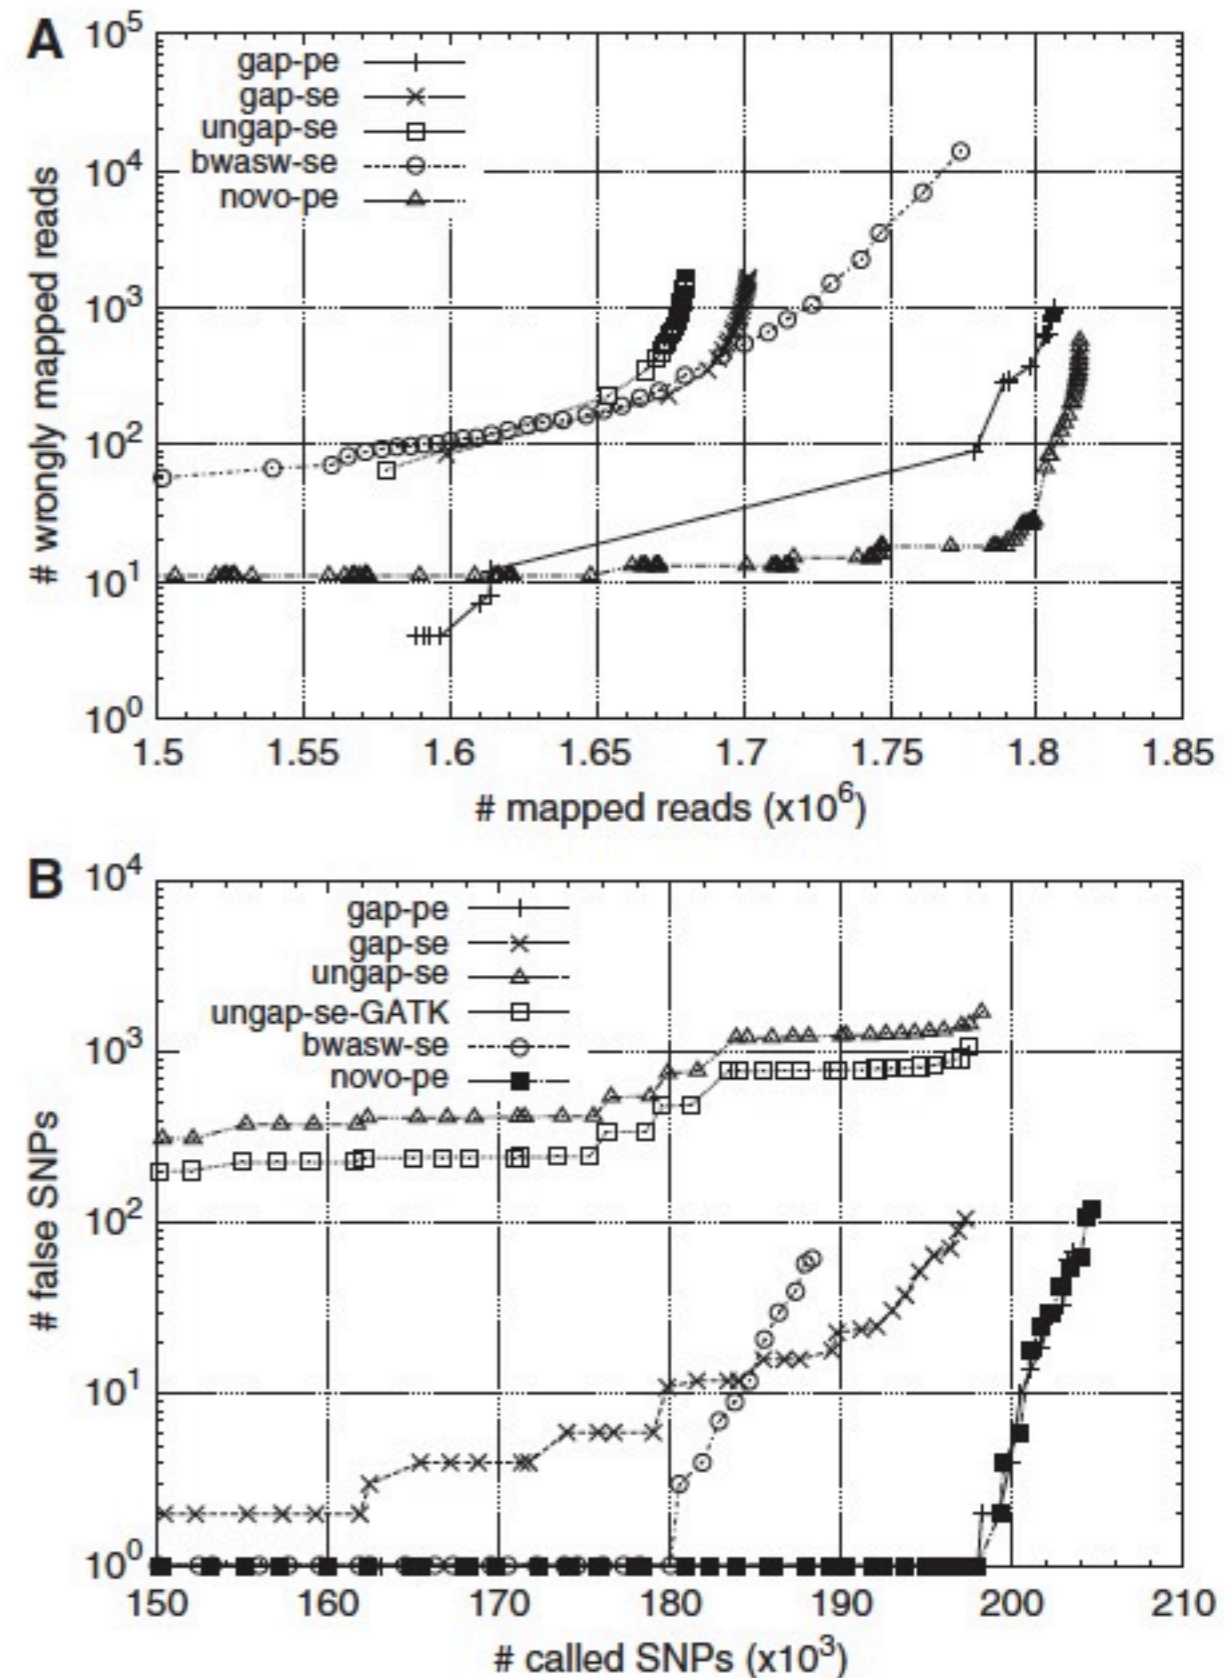 A
10^5
gap-pe
gap-se
ungap-se
bwasw-se
novo-pe
10^4
10^3
10^2
10^1
10^0
# wrongly mapped reads
1.5 1.55 1.6 1.65 1.7 1.75 1.8 1.85
# mapped reads (x10^6)
B
10^4
gap-pe
gap-se
ungap-se
ungap-se-GATK
bwasw-se
novo-pe
10^3
10^2
10^1
10^0
# false SNPs
150 160 170 180 190 200 210
# called SNPs (x10^3)